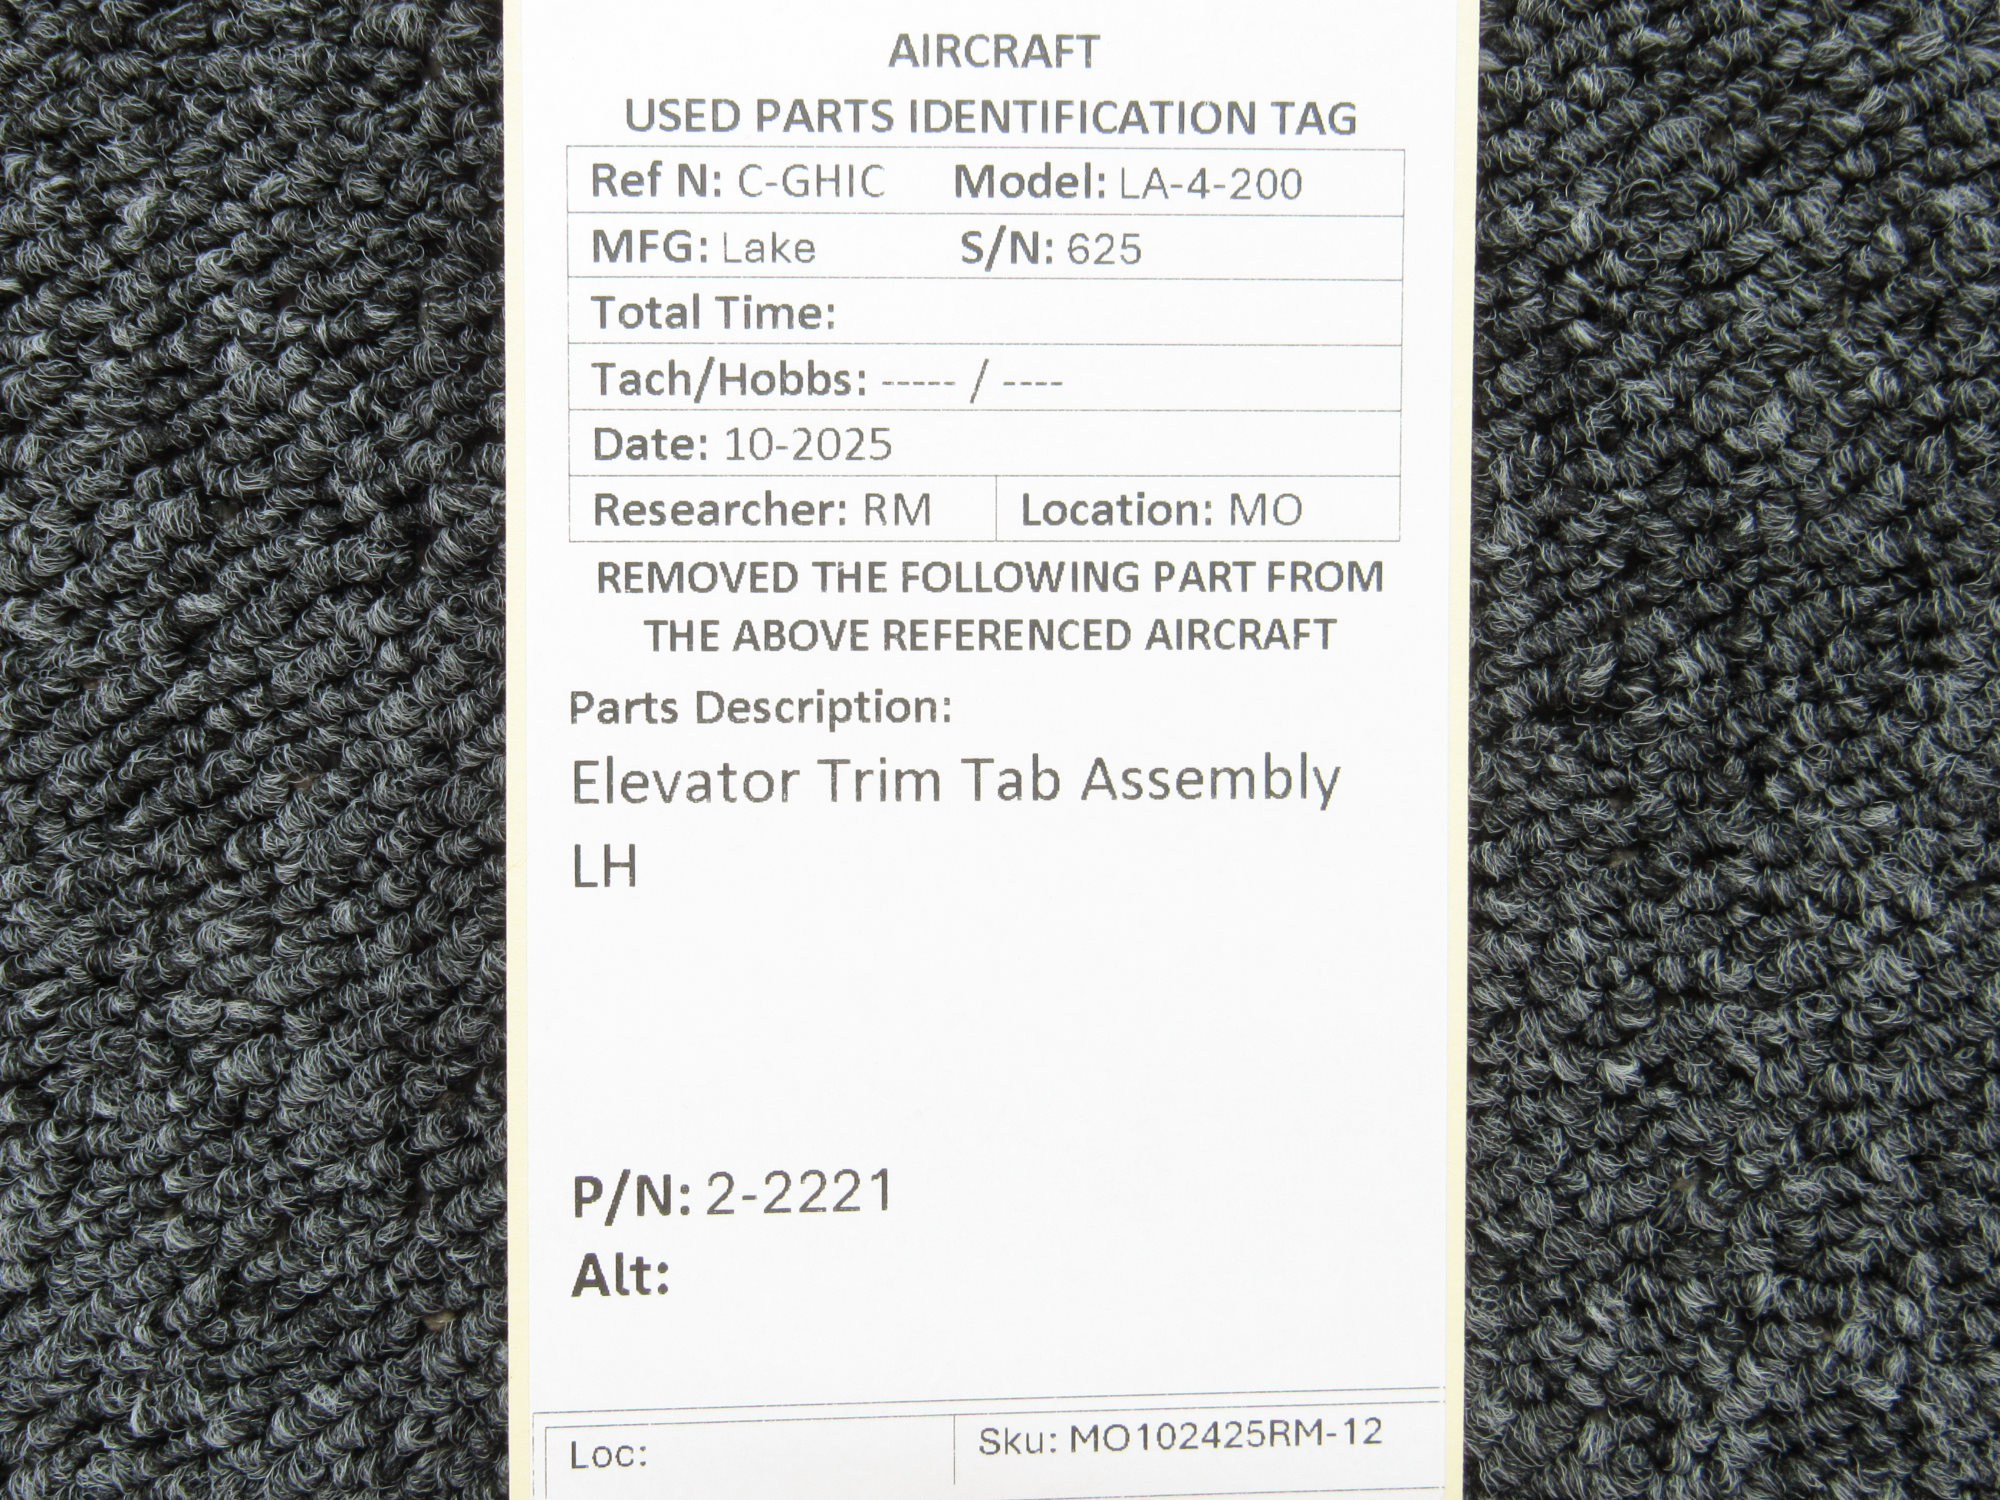 AIRCRAFT
USED PARTS IDENTIFICATION TAG
Ref N: C-GHIC Model: LA-4-200
MFG: Lake S/N: 625
Total Time:
Tach/Hobbs: ----- / ----
Date: 10-2025
Researcher: RM Location: MO
REMOVED THE FOLLOWING PART FROM
THE ABOVE REFERENCED AIRCRAFT
Parts Description:
Elevator Trim Tab Assembly
LH
P/N: 2-2221
Alt:
Loc: Sku: MO102425RM-12